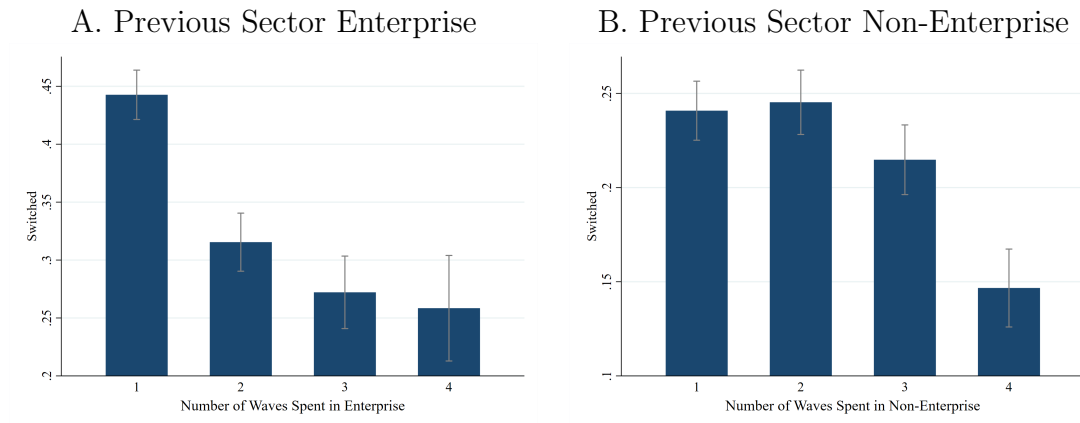 A. Previous Sector Enterprise
.45
.4
.35
.3
.25
.2
Switched
1 2 3 4
Number of Waves Spent in Enterprise
B. Previous Sector Non-Enterprise
.25
.2
.15
.1
Switched
1 2 3 4
Number of Waves Spent in Non-Enterprise